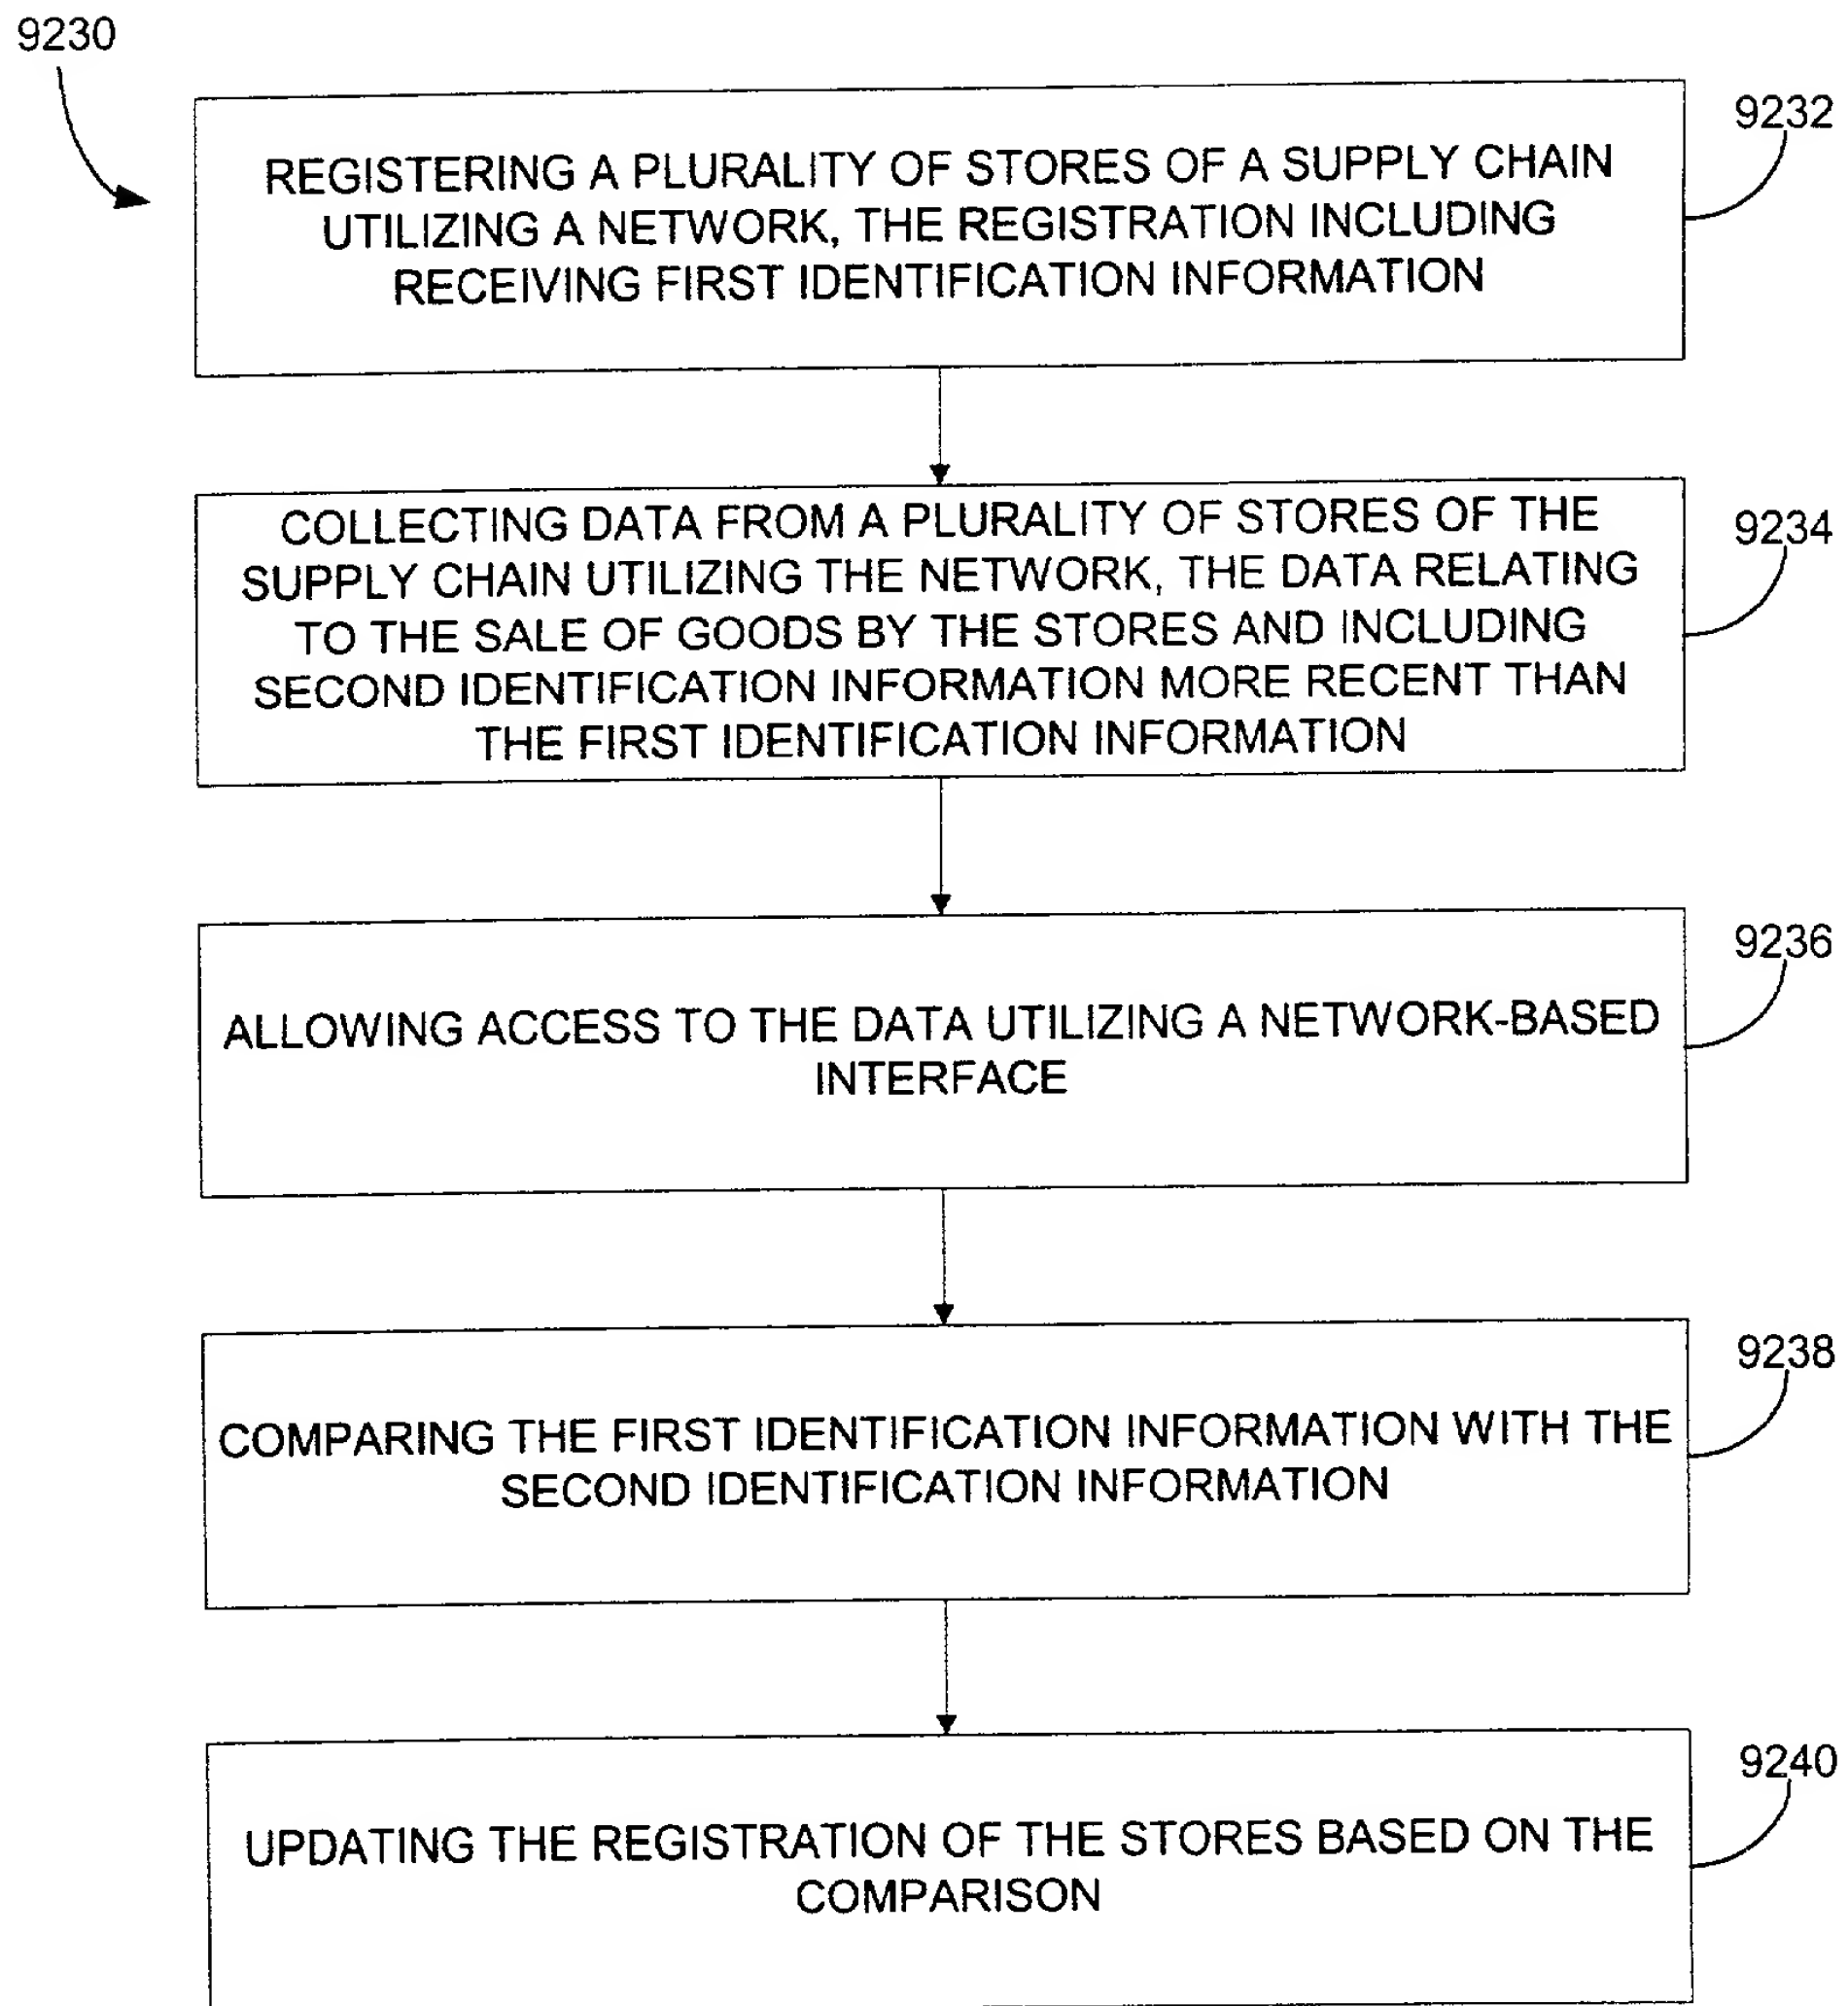 9230
9232
REGISTERING A PLURALITY OF STORES OF A SUPPLY CHAIN
UTILIZING A NETWORK, THE REGISTRATION INCLUDING
RECEIVING FIRST IDENTIFICATION INFORMATION
9234
COLLECTING DATA FROM A PLURALITY OF STORES OF THE
SUPPLY CHAIN UTILIZING THE NETWORK, THE DATA RELATING
TO THE SALE OF GOODS BY THE STORES AND INCLUDING
SECOND IDENTIFICATION INFORMATION MORE RECENT THAN
THE FIRST IDENTIFICATION INFORMATION
9236
ALLOWING ACCESS TO THE DATA UTILIZING A NETWORK-BASED
INTERFACE
9238
COMPARING THE FIRST IDENTIFICATION INFORMATION WITH THE
SECOND IDENTIFICATION INFORMATION
9240
UPDATING THE REGISTRATION OF THE STORES BASED ON THE
COMPARISON